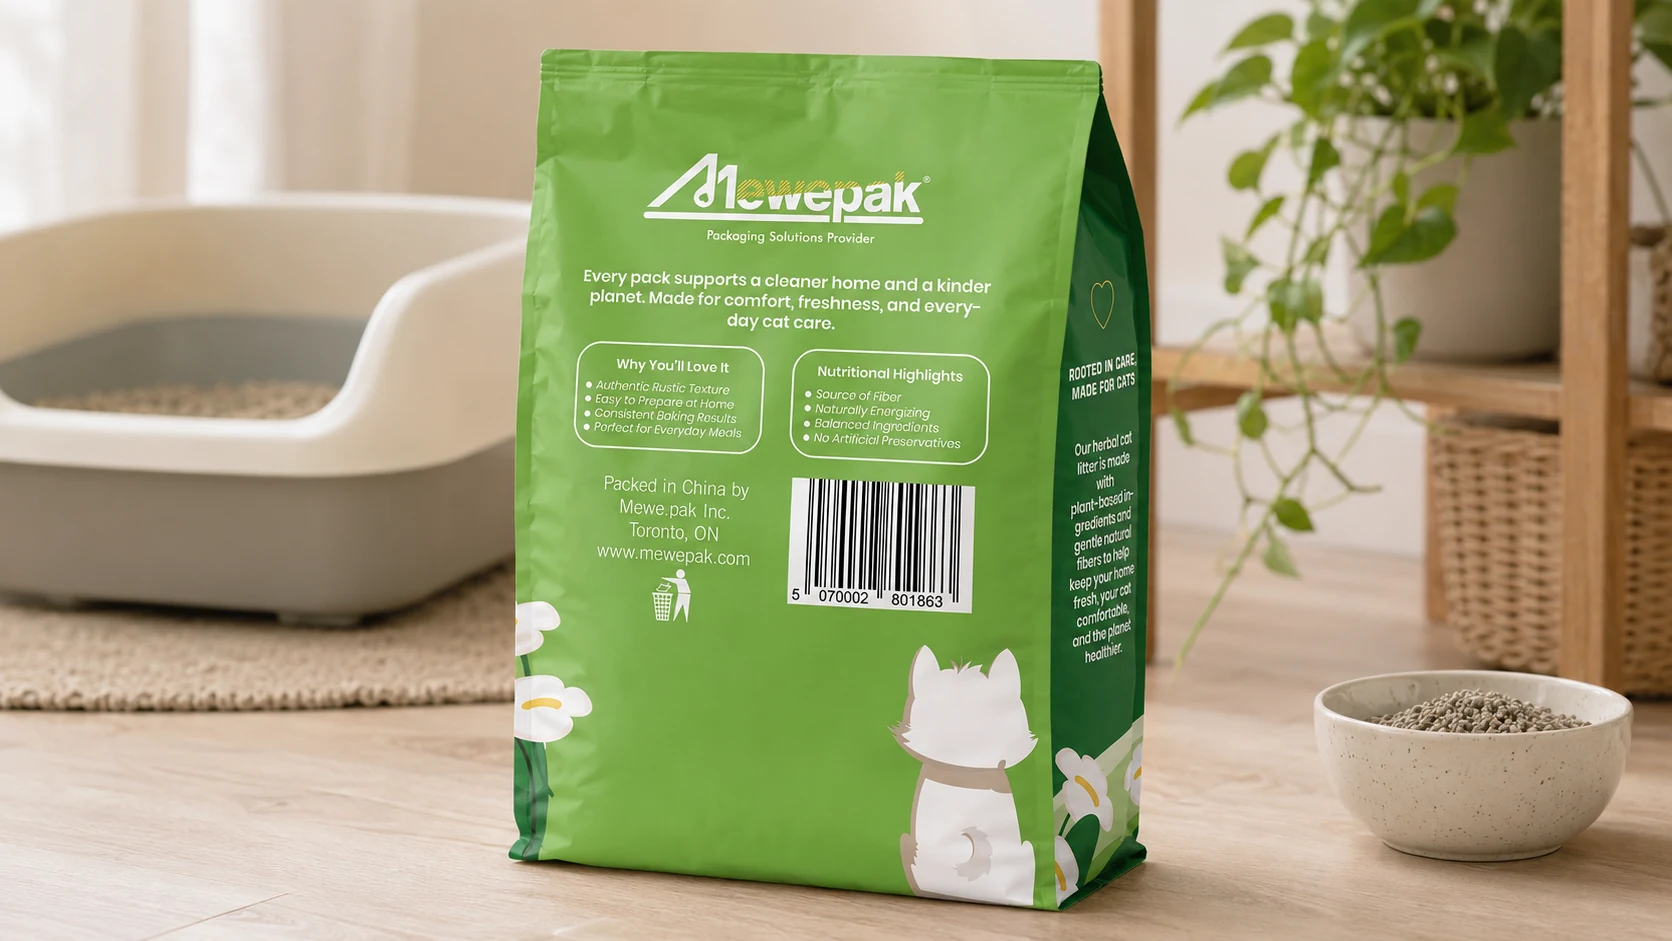 Mewepak®
Packaging Solutions Provider
Every pack supports a cleaner home and a kinder
planet. Made for comfort, freshness, and every-
day cat care.
Why You'll Love It
Authentic Rustic Texture
Easy to Prepare at Home
Consistent Baking Results
Perfect for Everyday Meals
Nutritional Highlights
Source of Fiber
Naturally Energizing
Balanced Ingredients
No Artificial Preservatives
Packed in China by
Mewe.pak Inc.
Toronto, ON
www.mewepak.com
5 070002 801863
ROOTED IN CARE,
MADE FOR CATS
Our herbal cat
litter is made
with
plant-based in-
gredients and
gentle natural
fibers to help
keep your home
fresh, your cat
comfortable,
and the planet
healthier.